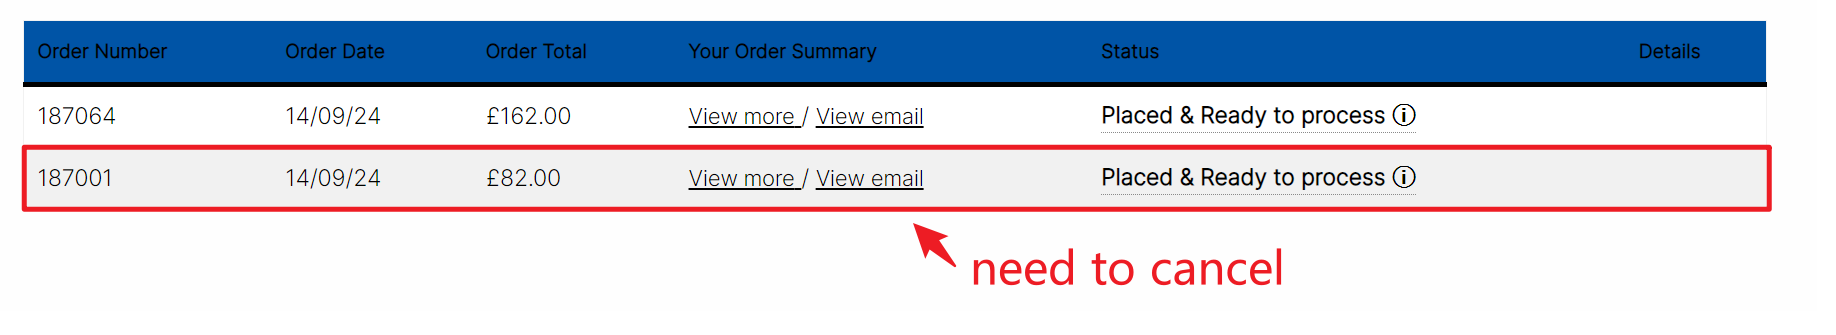 Order Number Order Date Order Total Your Order Summary Status Details
187064 14/09/24 £162.00 View more / View email Placed & Ready to process ⓘ
187001 14/09/24 £82.00 View more / View email Placed & Ready to process ⓘ
need to cancel